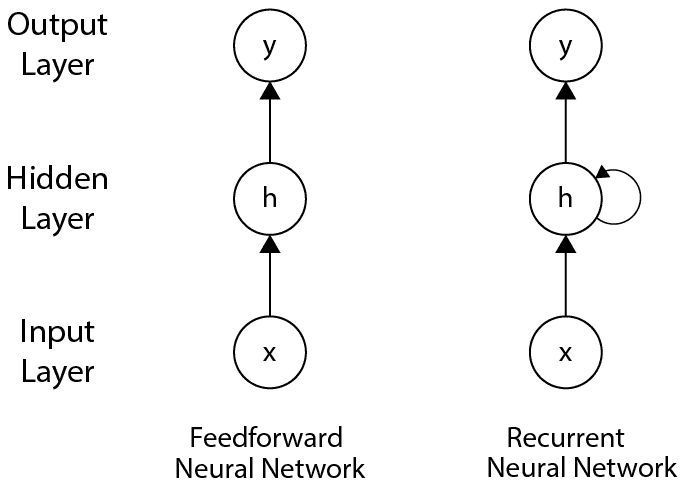 Output
Layer
y
y
Hidden
Layer
h
h
Input
Layer
x
x
Feedforward
Neural Network
Recurrent
Neural Network